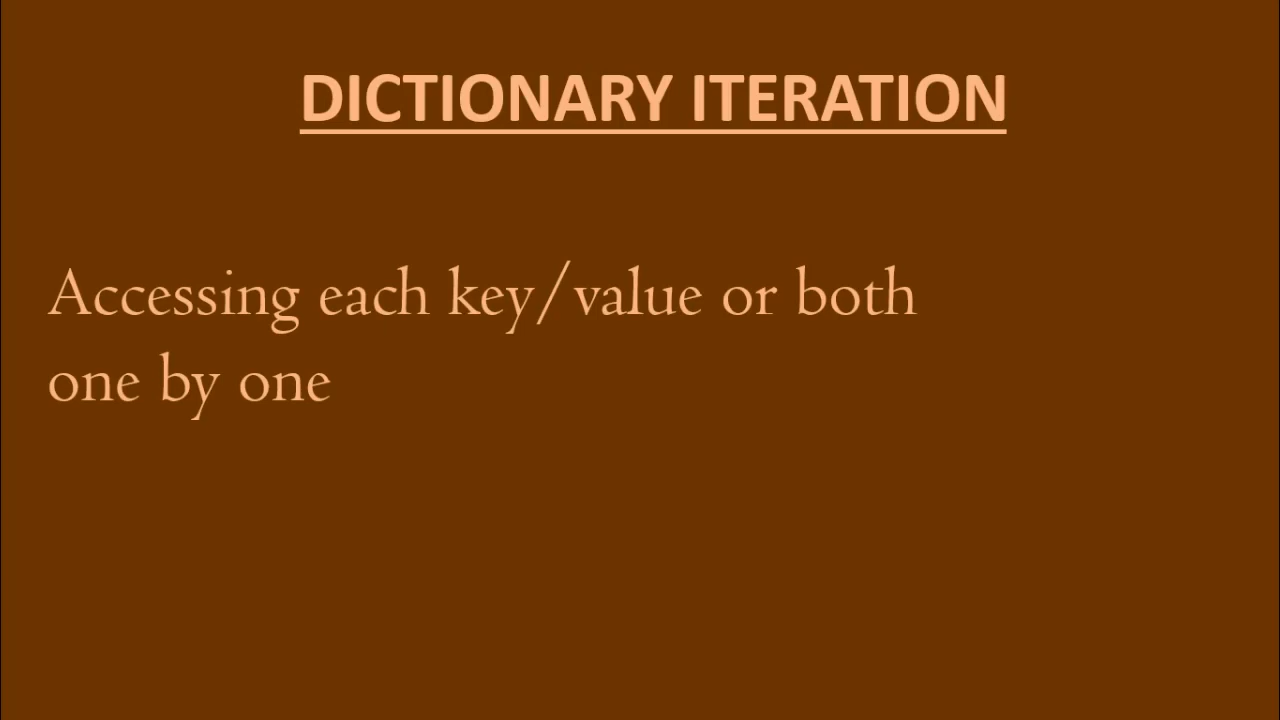 DICTIONARY ITERATION
Accessing each key/value or both
one by one